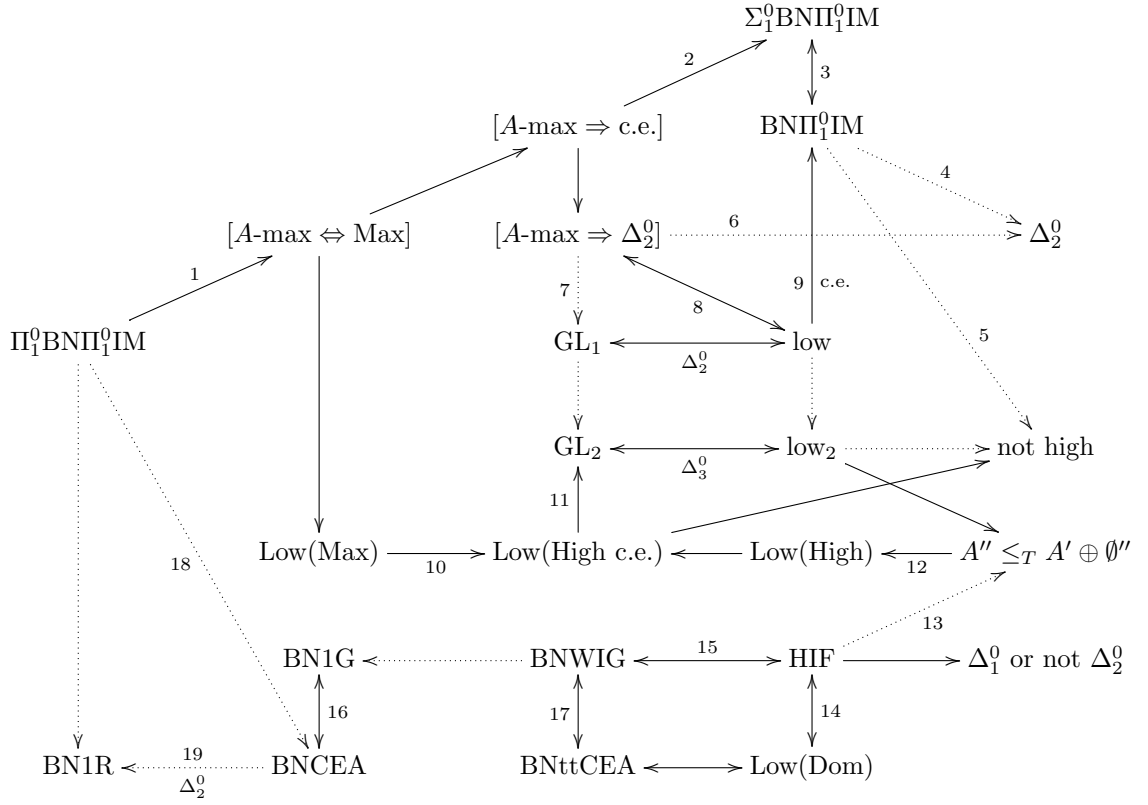 Σ⁰₁BNΠ⁰₁IM
2
3
[A-max ⇒ c.e.] BNΠ⁰₁IM
4
[A-max ⇔ Max] [A-max ⇒ Δ⁰₂] 6 Δ⁰₂
1 7 8 9 c.e.
5
Π⁰₁BNΠ⁰₁IM GL₁ low
Δ⁰₂
GL₂ low₂ not high
Δ⁰₃
11
Low(Max) Low(High c.e.) Low(High) A′′ ≤_T A′ ⊕ ∅′′
18 10 12
13
BN1G BNWIG 15 HIF Δ⁰₁ or not Δ⁰₂
16 17 14
19
BN1R BNCEA BNttCEA Low(Dom)
Δ⁰₂